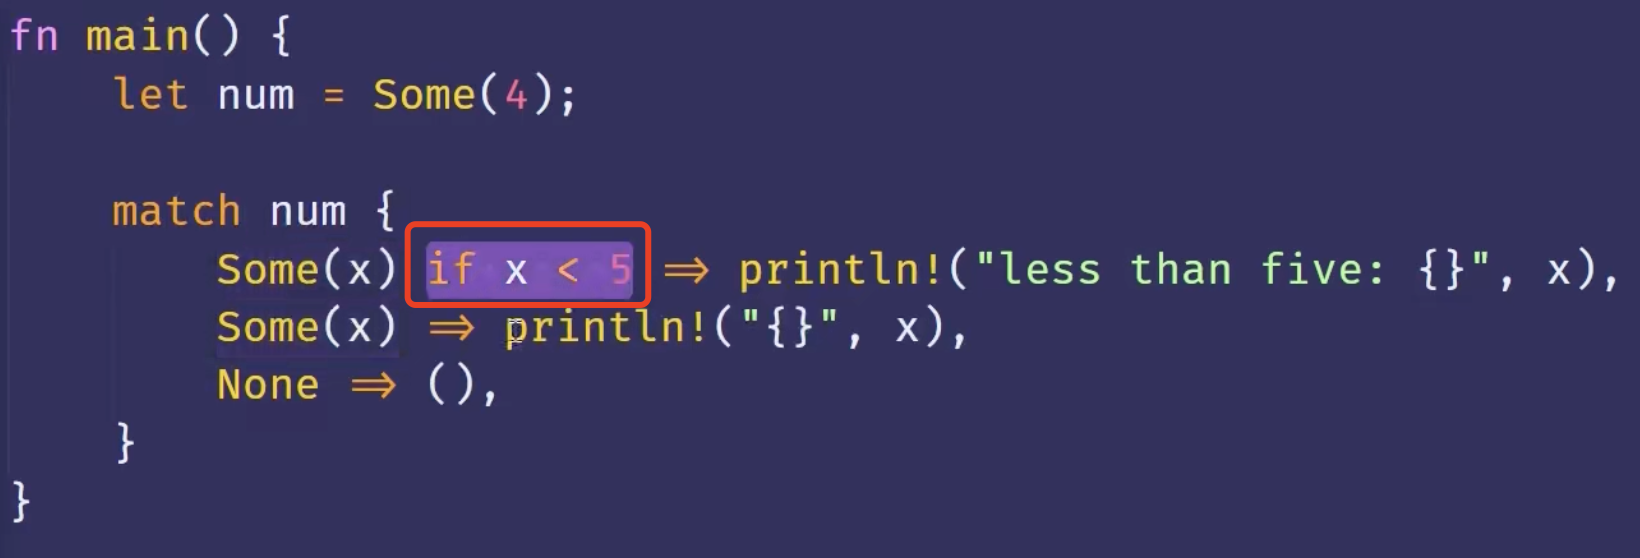 fn main() {
    let num = Some(4);

    match num {
        Some(x) if x < 5 => println!("less than five: {}", x),
        Some(x) => println!("{}", x),
        None => (),
    }
}